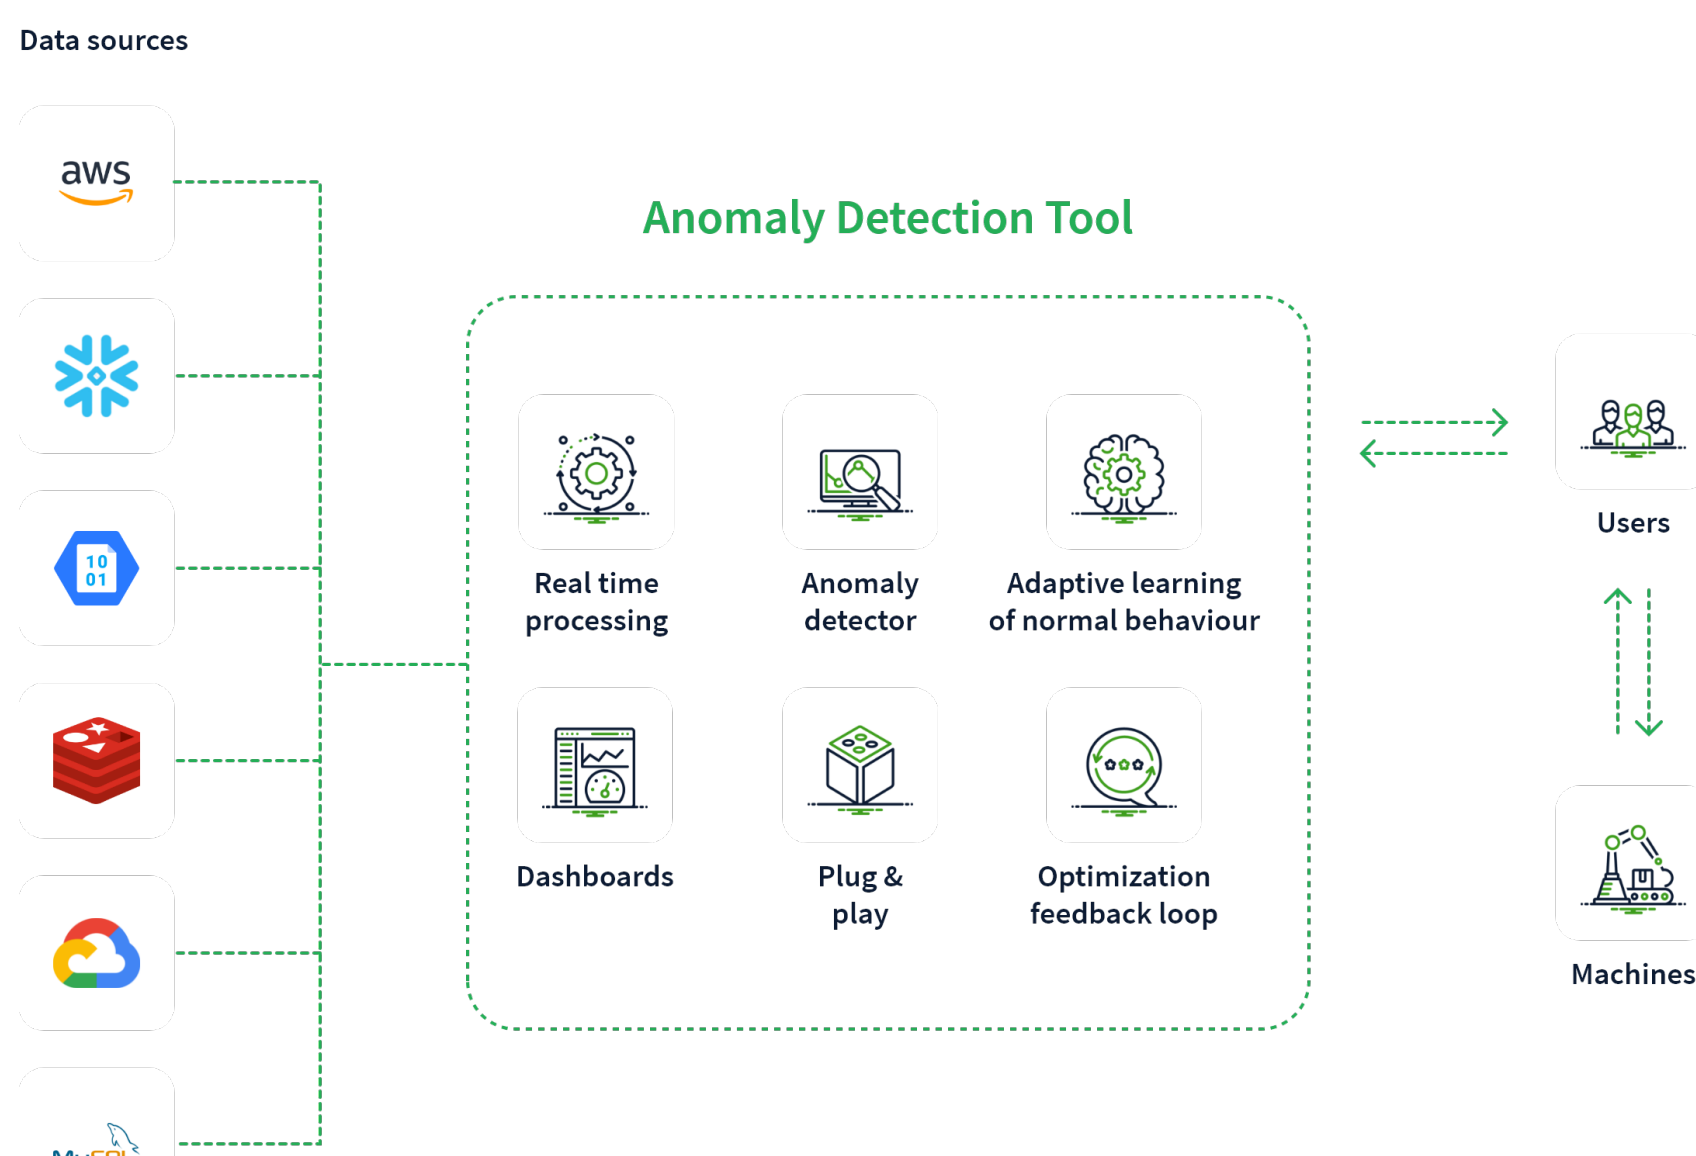 Data sources
aws
Anomaly Detection Tool
10
01
Real time
processing
Anomaly
detector
Adaptive learning
of normal behaviour
Users
Dashboards
Plug &
play
Optimization
feedback loop
Machines
MySQL